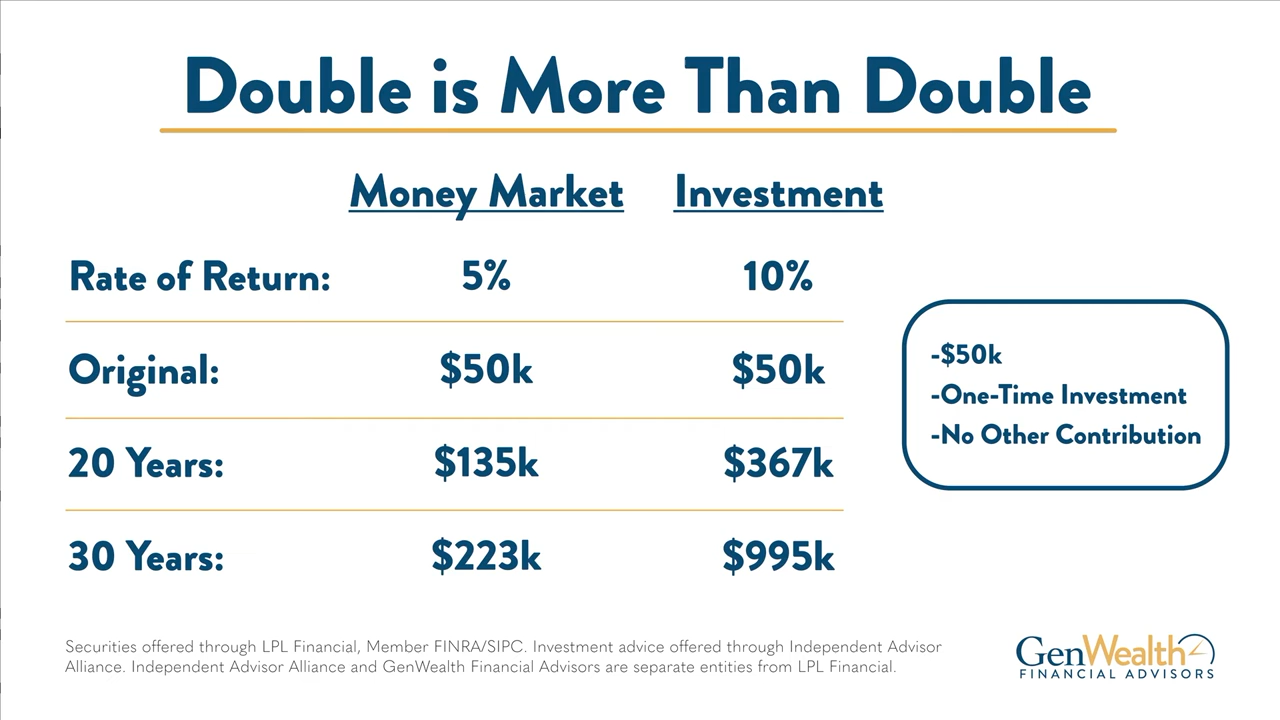 Double is More Than Double
Money Market Investment
Rate of Return: 5% 10%
Original: $50k $50k
20 Years: $135k $367k
30 Years: $223k $995k
-$50k
-One-Time Investment
-No Other Contribution
Securities offered through LPL Financial, Member FINRA/SIPC. Investment advice offered through Independent Advisor
Alliance. Independent Advisor Alliance and GenWealth Financial Advisors are separate entities from LPL Financial.
GenWealth
FINANCIAL ADVISORS